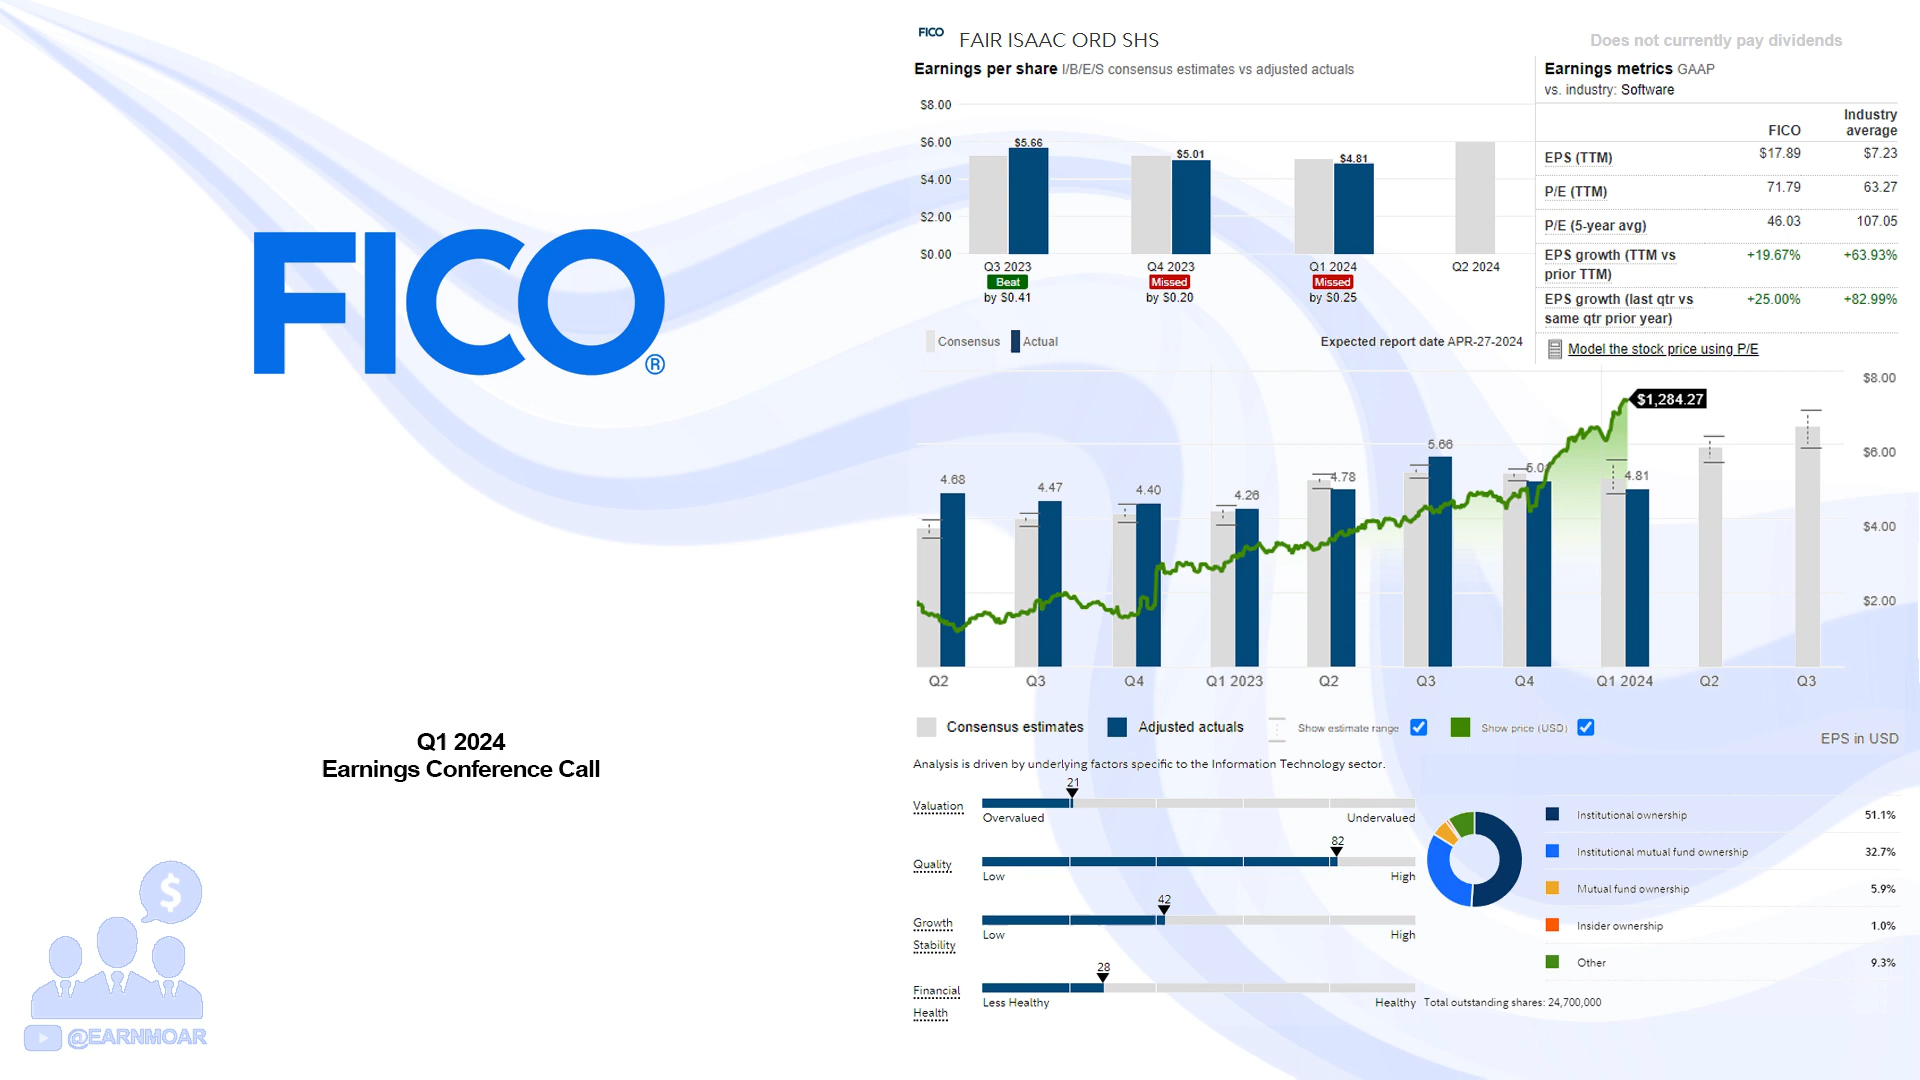 FICO
FAIR ISAAC ORD SHS
Does not currently pay dividends
Earnings per share I/B/E/S consensus estimates vs adjusted actuals
$8.00
$6.00
$4.00
$2.00
$0.00
$5.66
$5.01
$4.81
Q3 2023
Q4 2023
Q1 2024
Q2 2024
Beat
Missed
Missed
by $0.41
by $0.20
by $0.25
Consensus
Actual
Expected report date APR-27-2024
Earnings metrics GAAP
vs. industry: Software
FICO
Industry
average
EPS (TTM) $17.89 $7.23
P/E (TTM) 71.79 63.27
P/E (5-year avg) 46.03 107.05
EPS growth (TTM vs
prior TTM) +19.67% +63.93%
EPS growth (last qtr vs
same qtr prior year) +25.00% +82.99%
Model the stock price using P/E
FICO®
$8.00
$6.00
$4.00
$2.00
$1,284.27
4.68
4.47
4.40
4.26
4.78
5.66
5.01
4.81
Q2
Q3
Q4
Q1 2023
Q2
Q3
Q4
Q1 2024
Q2
Q3
Consensus estimates
Adjusted actuals
Show estimate range
Show price (USD)
EPS in USD
Q1 2024
Earnings Conference Call
Analysis is driven by underlying factors specific to the Information Technology sector.
21
Valuation
Overvalued
Undervalued
82
Quality
Low
High
42
Growth
Stability
Low
High
28
Financial
Health
Less Healthy
Healthy
Institutional ownership 51.1%
Institutional mutual fund ownership 32.7%
Mutual fund ownership 5.9%
Insider ownership 1.0%
Other 9.3%
Total outstanding shares: 24,700,000
$
@EARNMOAR